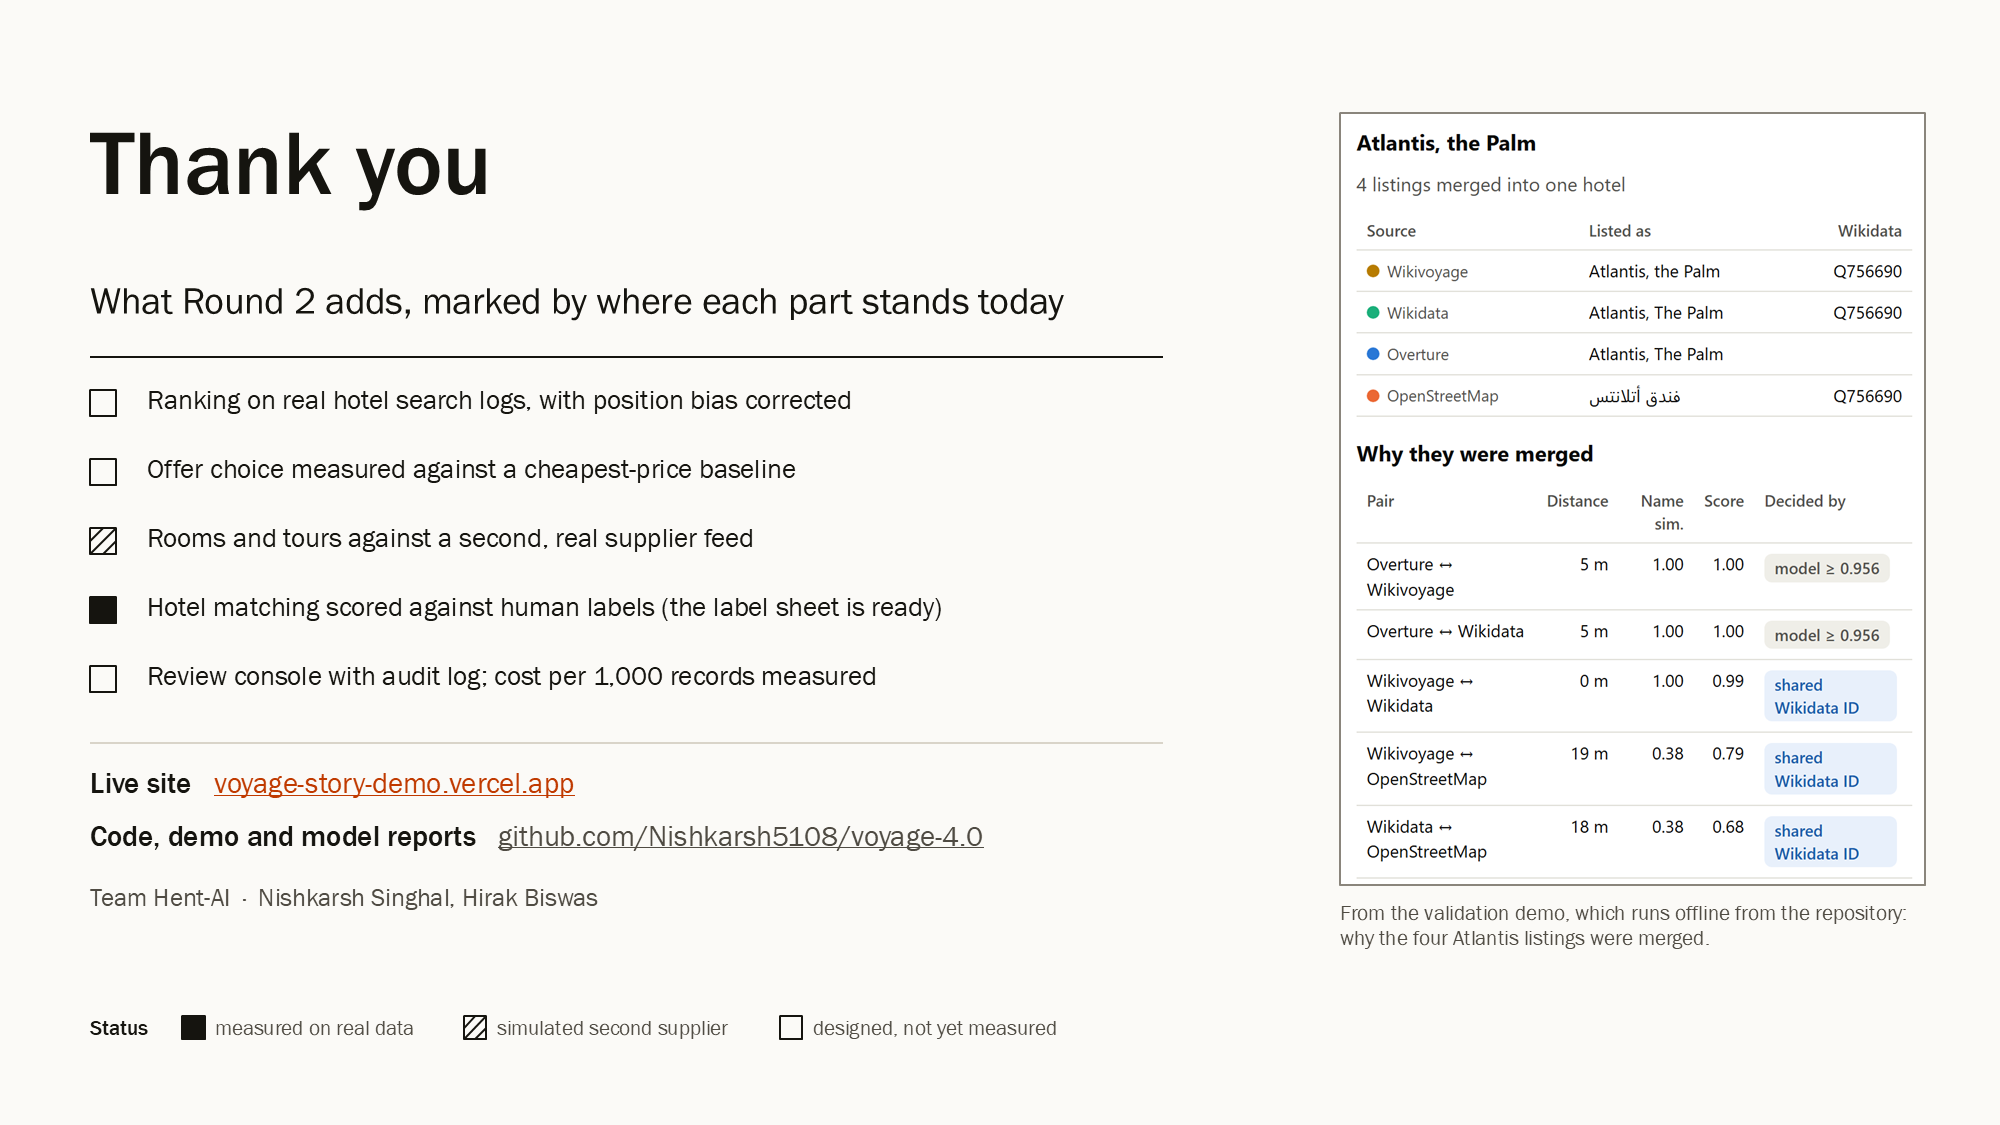 Thank you
What Round 2 adds, marked by where each part stands today
Ranking on real hotel search logs, with position bias corrected
Offer choice measured against a cheapest-price baseline
Rooms and tours against a second, real supplier feed
Hotel matching scored against human labels (the label sheet is ready)
Review console with audit log; cost per 1,000 records measured
Live site voyage-story-demo.vercel.app
Code, demo and model reports github.com/Nishkarsh5108/voyage-4.0
Team Hent-AI · Nishkarsh Singhal, Hirak Biswas
Status measured on real data simulated second supplier designed, not yet measured
Atlantis, the Palm
4 listings merged into one hotel
Source Listed as Wikidata
Wikivoyage Atlantis, the Palm Q756690
Wikidata Atlantis, The Palm Q756690
Overture Atlantis, The Palm
OpenStreetMap فندق أتلانتس Q756690
Why they were merged
Pair Distance Name Score Decided by
sim.
Overture ↔ 5 m 1.00 1.00 model ≥ 0.956
Wikivoyage
Overture ↔ Wikidata 5 m 1.00 1.00 model ≥ 0.956
Wikivoyage ↔ 0 m 1.00 0.99 shared
Wikidata Wikidata ID
Wikivoyage ↔ 19 m 0.38 0.79 shared
OpenStreetMap Wikidata ID
Wikidata ↔ 18 m 0.38 0.68 shared
OpenStreetMap Wikidata ID
From the validation demo, which runs offline from the repository:
why the four Atlantis listings were merged.